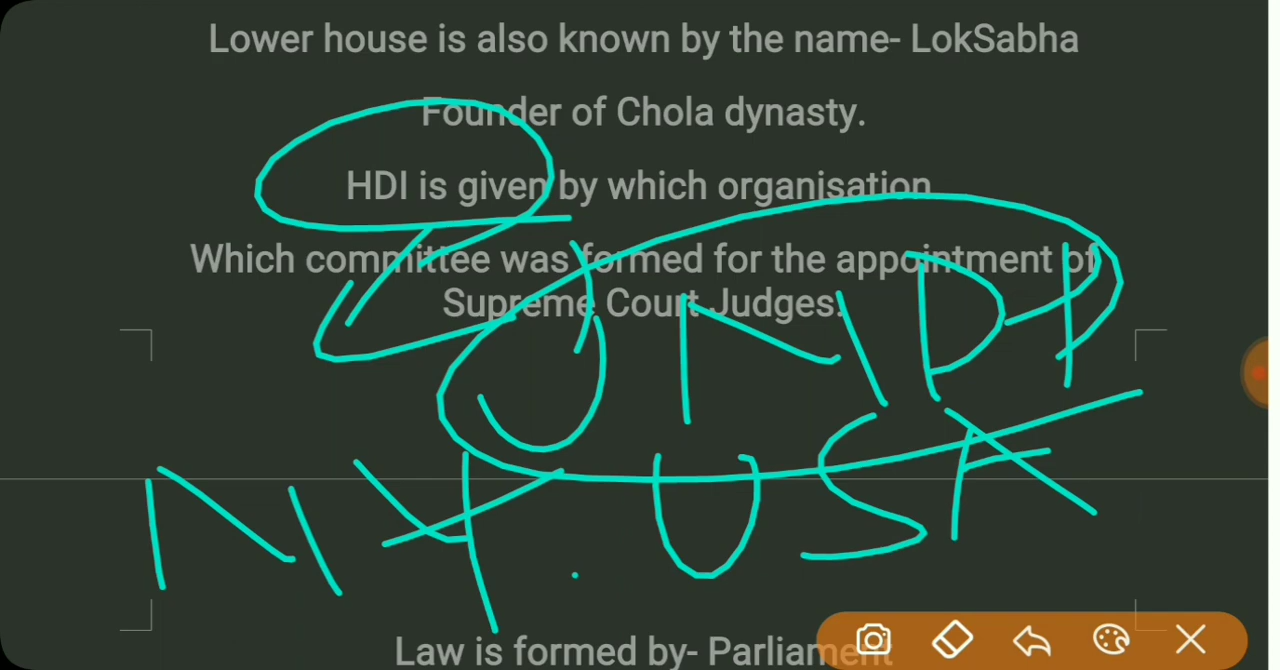 Lower house is also known by the name- LokSabha
Founder of Chola dynasty.
HDI is given by which organisation
Which committee was formed for the appointment of
Supreme Court Judges.
UNDP
NY. USA
Law is formed by- Parliament